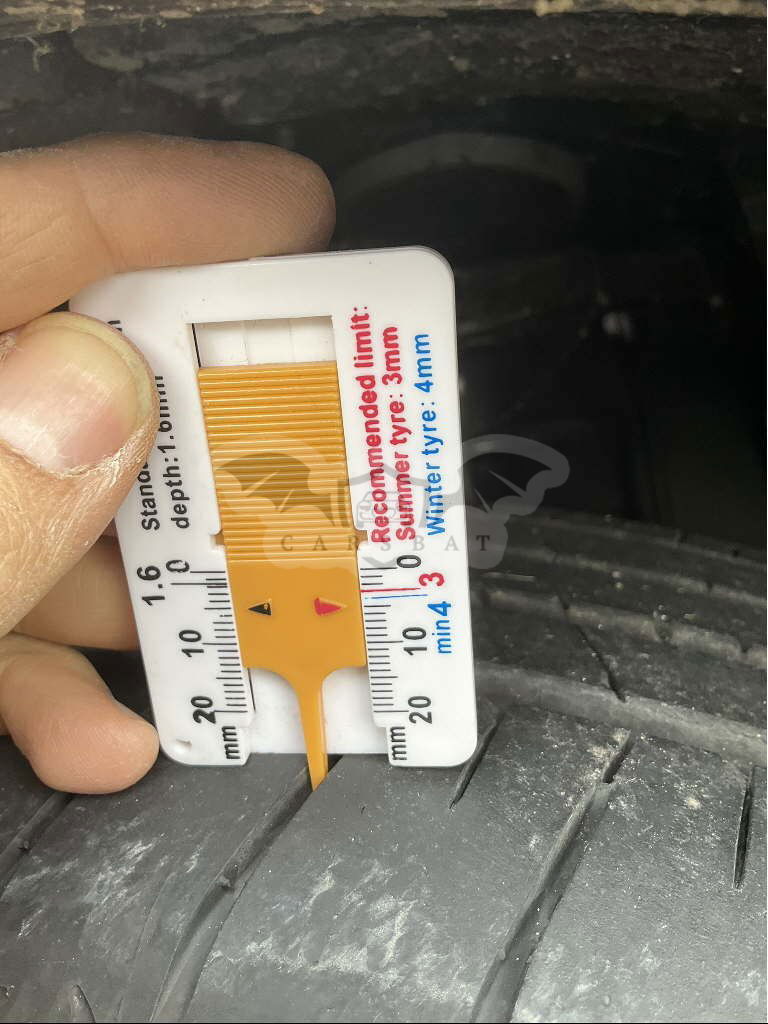 Stand
depth:1.6mm
Recommended limit:
Summer tyre: 3mm
Winter tyre: 4mm
CARSBAT
1.6 0
10
20
mm
0 3
min4
10
20
mm